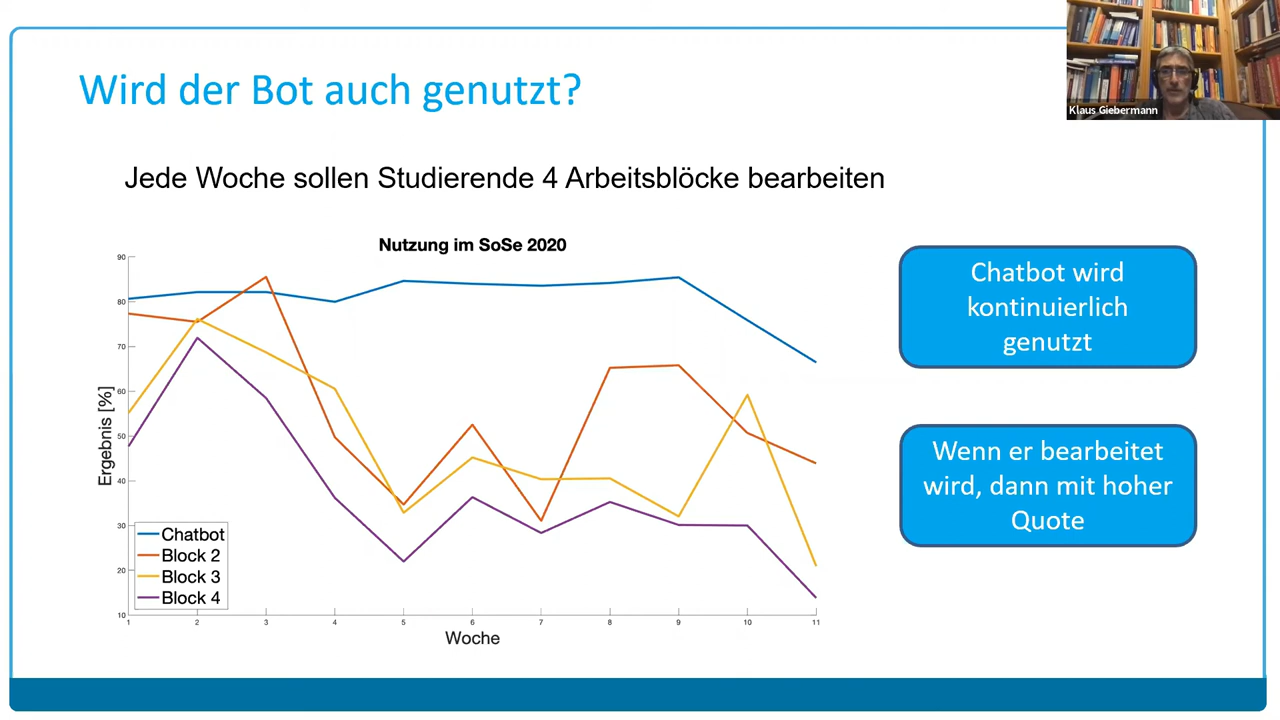 Wird der Bot auch genutzt?
Klaus Giebermann
Jede Woche sollen Studierende 4 Arbeitsblöcke bearbeiten
Nutzung im SoSe 2020
90
80
70
60
50
40
30
20
10
Ergebnis [%]
Chatbot
Block 2
Block 3
Block 4
1 2 3 4 5 6 7 8 9 10 11
Woche
Chatbot wird
kontinuierlich
genutzt
Wenn er bearbeitet
wird, dann mit hoher
Quote